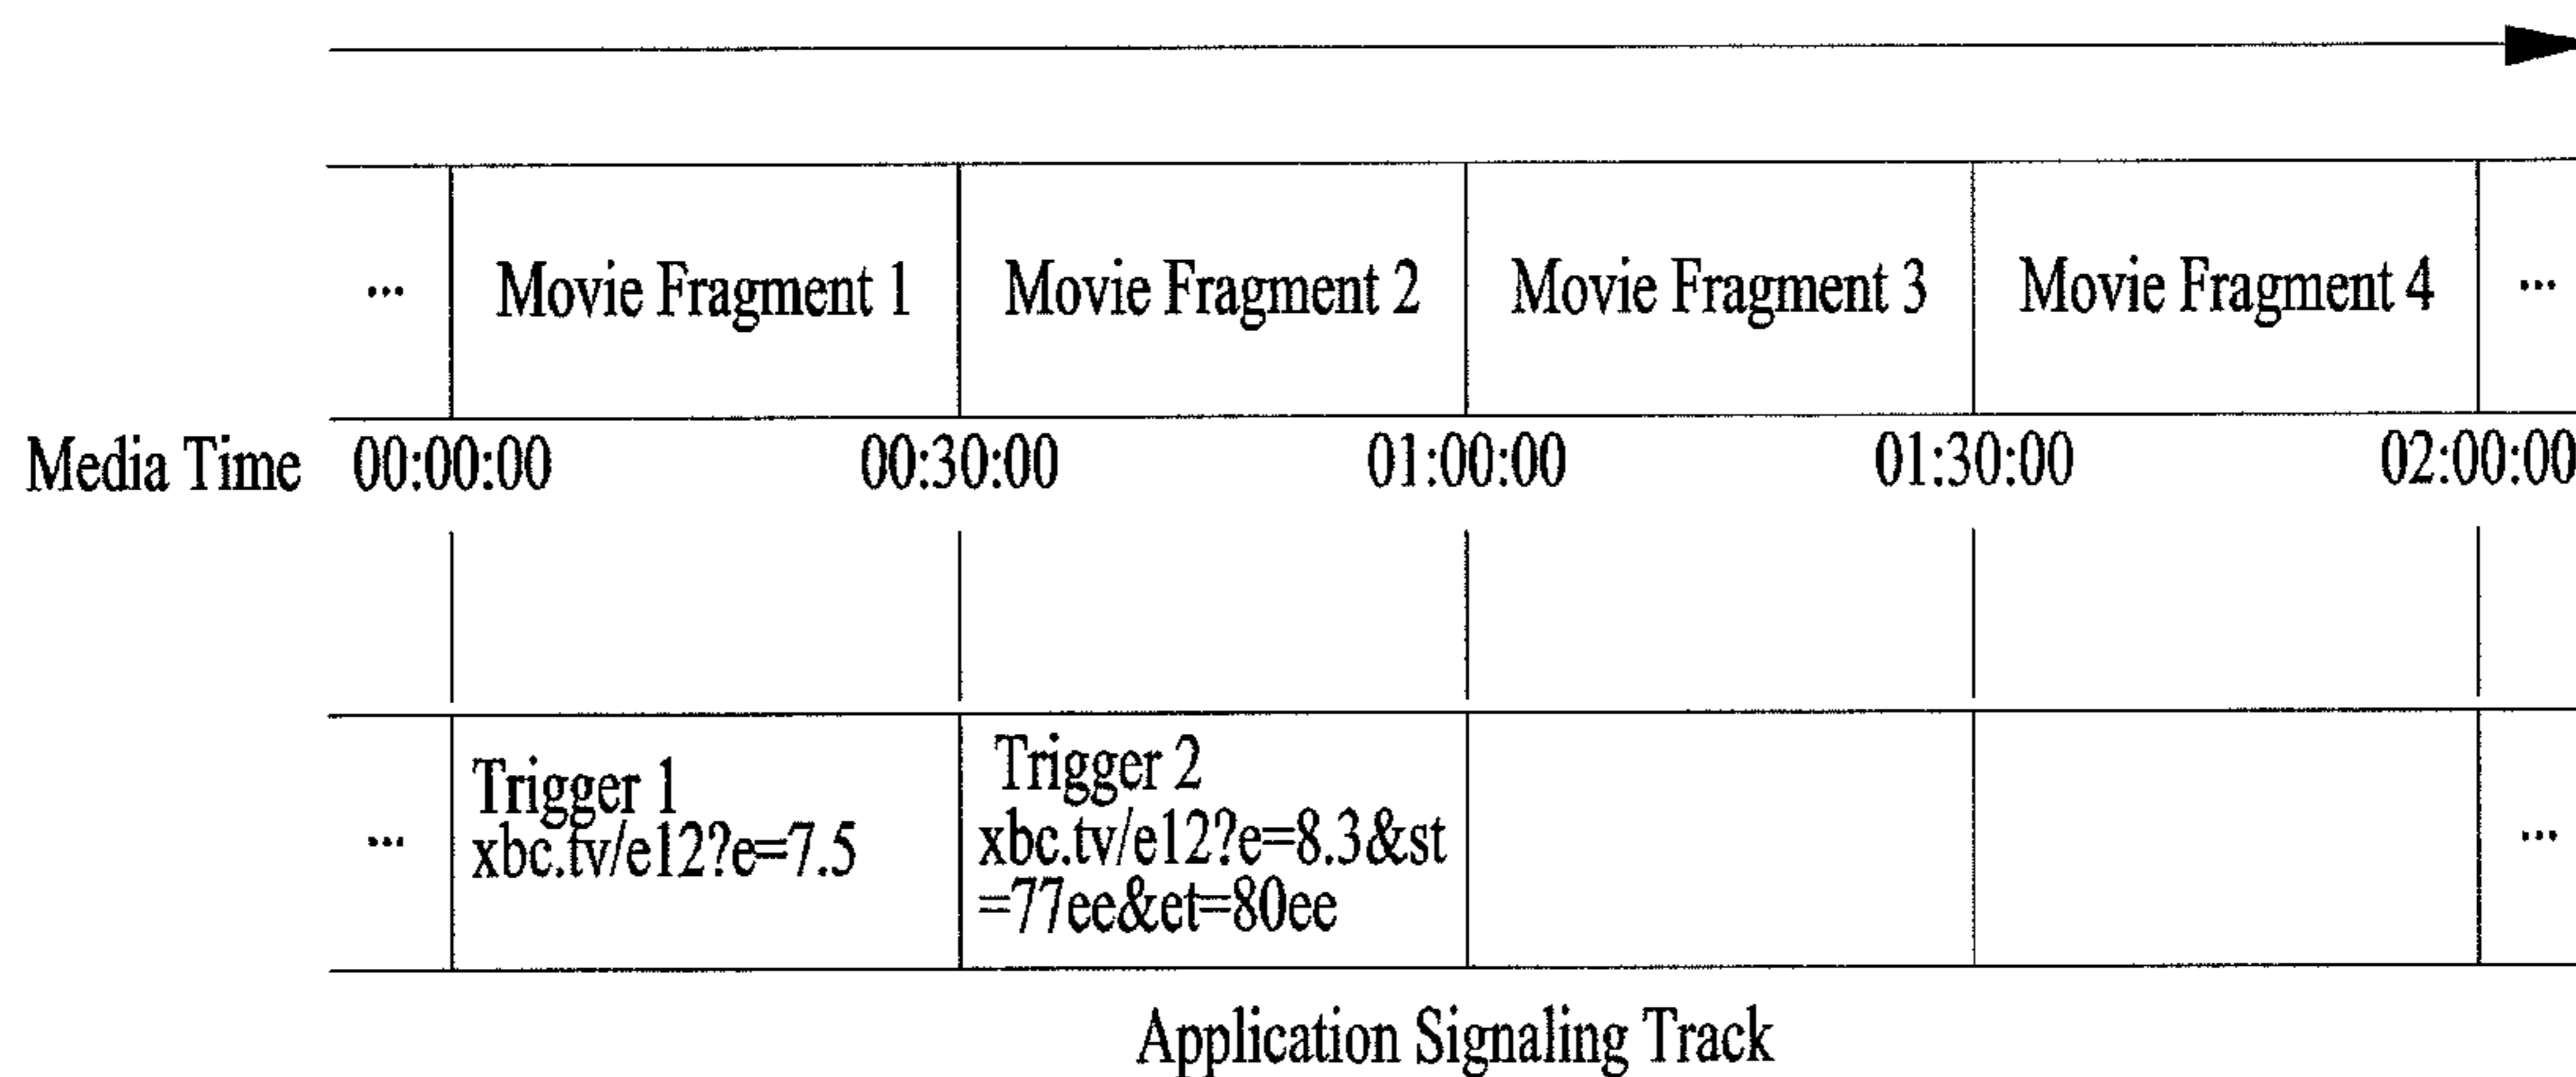 ... Movie Fragment 1 Movie Fragment 2 Movie Fragment 3 Movie Fragment 4 ...
Media Time 00:00:00 00:30:00 01:00:00 01:30:00 02:00:00
... Trigger 1
xbc.tv/e12?e=7.5
Trigger 2
xbc.tv/e12?e=8.3&st
=77ee&et=80ee
...
Application Signaling Track